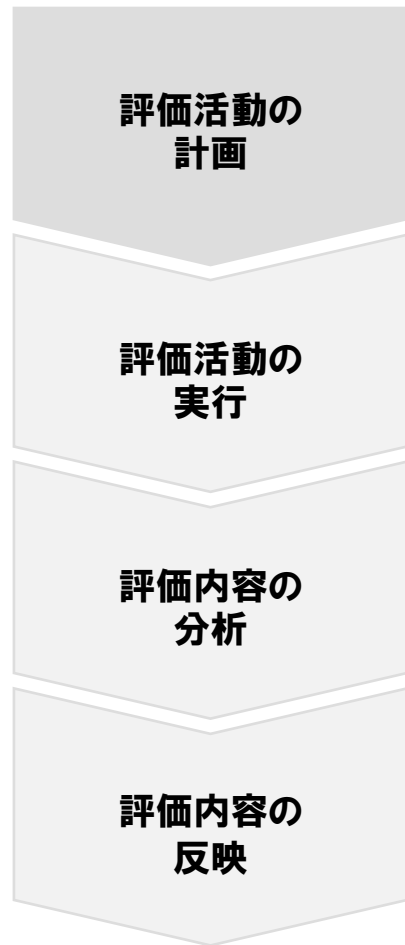 評価活動の
計画
評価活動の
実行
評価内容の
分析
評価内容の
反映